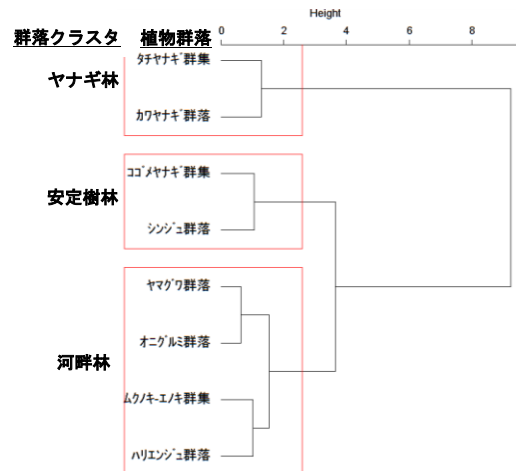 Height
群落クラスタ 植物群落
0 2 4 6 8
ヤナギ林
タチヤナギ群集
カワヤナギ群落
安定樹林
ココメヤナギ群集
シンジュ群落
河畔林
ヤマグワ群落
オニグルミ群落
ムクノキ-エノキ群集
ハリエンジュ群落